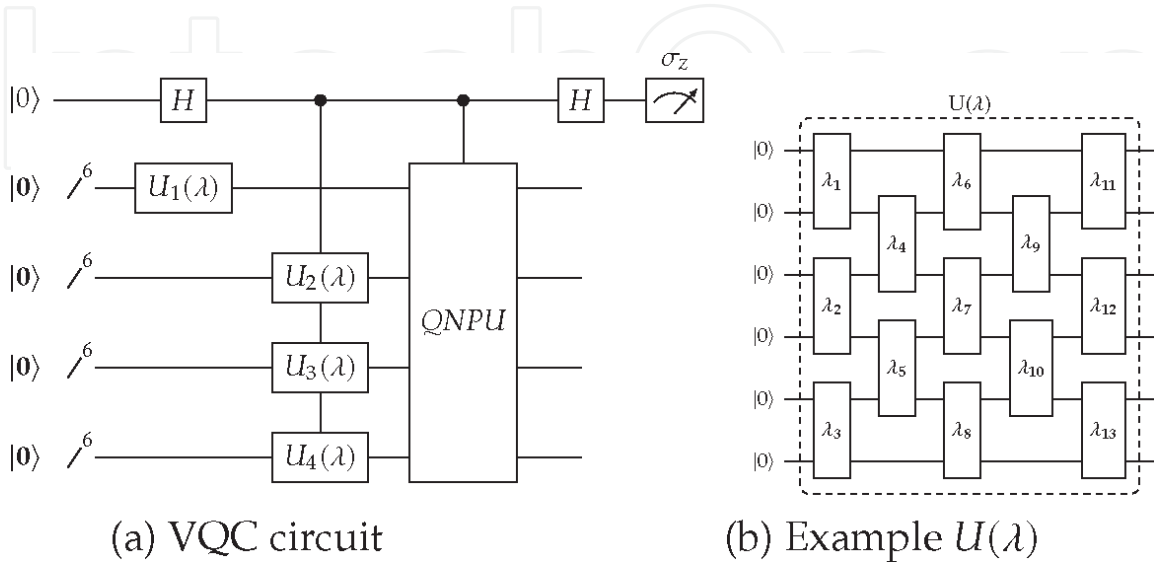 σ_z
|0⟩ H H
|𝟎⟩ 6 U₁(λ)
|𝟎⟩ 6 U₂(λ)
QNPU
|𝟎⟩ 6 U₃(λ)
|𝟎⟩ 6 U₄(λ)
(a) VQC circuit
U(λ)
|0⟩
λ₁ λ₆ λ₁₁
|0⟩
λ₄ λ₉
|0⟩
λ₂ λ₇ λ₁₂
|0⟩
λ₅ λ₁₀
|0⟩
λ₃ λ₈ λ₁₃
|0⟩
(b) Example U(λ)